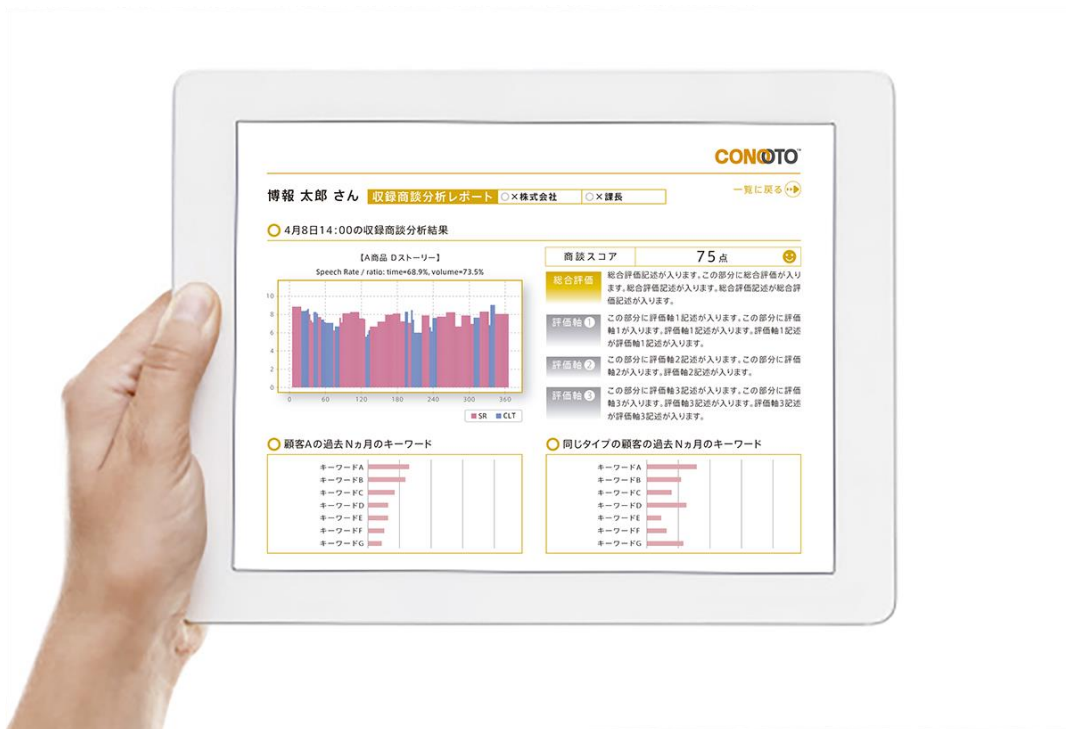 CONOOTO™
一覧に戻る
博報 太郎 さん 収録商談分析レポート ○×株式会社 ○×課長
4月8日14:00の収録商談分析結果
【A商品 Dストーリー】
Speech Rate / ratio: time=68.9%, volume=73.5%
10
8
6
4
2
0
0 60 120 180 240 300 360
SR CLT
商談スコア 75点
総合評価
総合評価記述が入ります。この部分に総合評価が入り
ます。総合評価記述が入ります。総合評価記述が総合評
価記述が入ります。
評価軸1
この部分に評価軸1記述が入ります。この部分に評価
軸1が入ります。評価軸1記述が入ります。評価軸1記述
が評価軸1記述が入ります。
評価軸2
この部分に評価軸2記述が入ります。この部分に評価
軸2が入ります。評価軸2記述が入ります。
評価軸3
この部分に評価軸3記述が入ります。この部分に評価
軸3が入ります。評価軸3記述が入ります。評価軸3記述
が評価軸3記述が入ります。
顧客Aの過去Nヵ月のキーワード
キーワードA
キーワードB
キーワードC
キーワードD
キーワードE
キーワードF
キーワードG
同じタイプの顧客の過去Nヵ月のキーワード
キーワードA
キーワードB
キーワードC
キーワードD
キーワードE
キーワードF
キーワードG